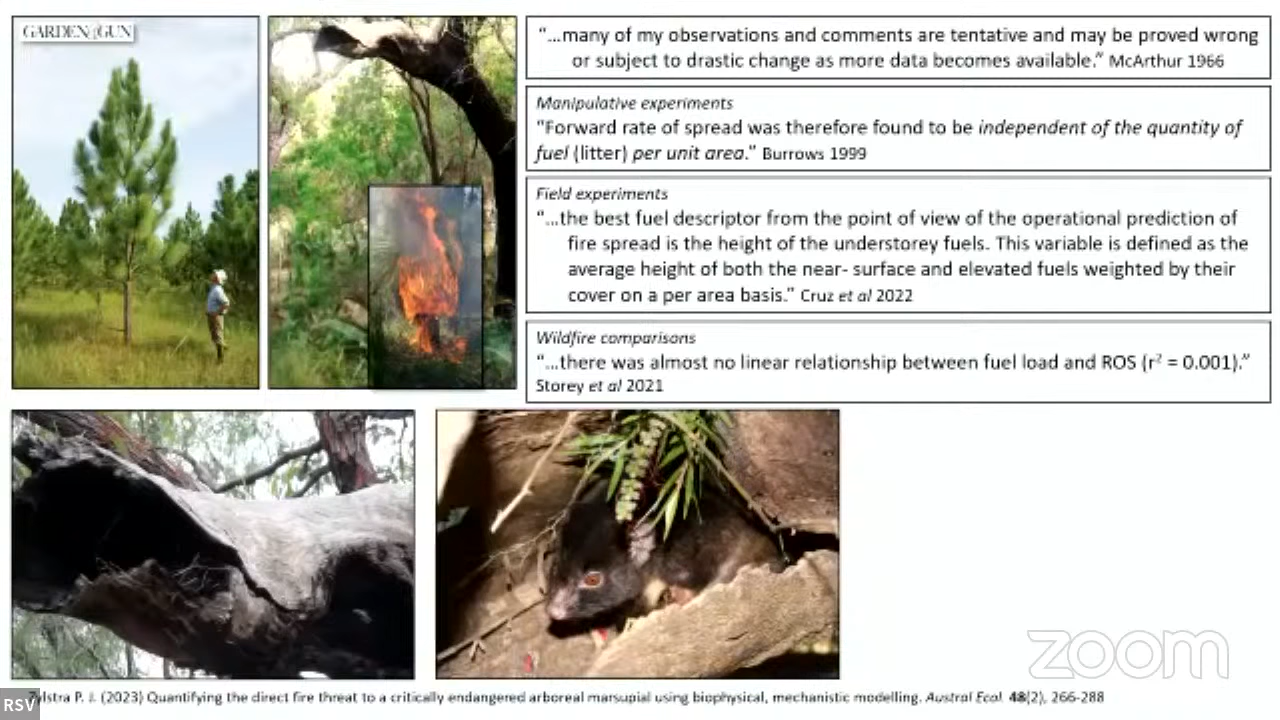 GARDEN&GUN
“...many of my observations and comments are tentative and may be proved wrong
or subject to drastic change as more data becomes available.” McArthur 1966
Manipulative experiments
“Forward rate of spread was therefore found to be independent of the quantity of
fuel (litter) per unit area.” Burrows 1999
Field experiments
“...the best fuel descriptor from the point of view of the operational prediction of
fire spread is the height of the understorey fuels. This variable is defined as the
average height of both the near- surface and elevated fuels weighted by their
cover on a per area basis.” Cruz et al 2022
Wildfire comparisons
“...there was almost no linear relationship between fuel load and ROS (r² = 0.001).”
Storey et al 2021
zoom
Zylstra P. J. (2023) Quantifying the direct fire threat to a critically endangered arboreal marsupial using biophysical, mechanistic modelling. Austral Ecol. 48(2), 266-288
RSV